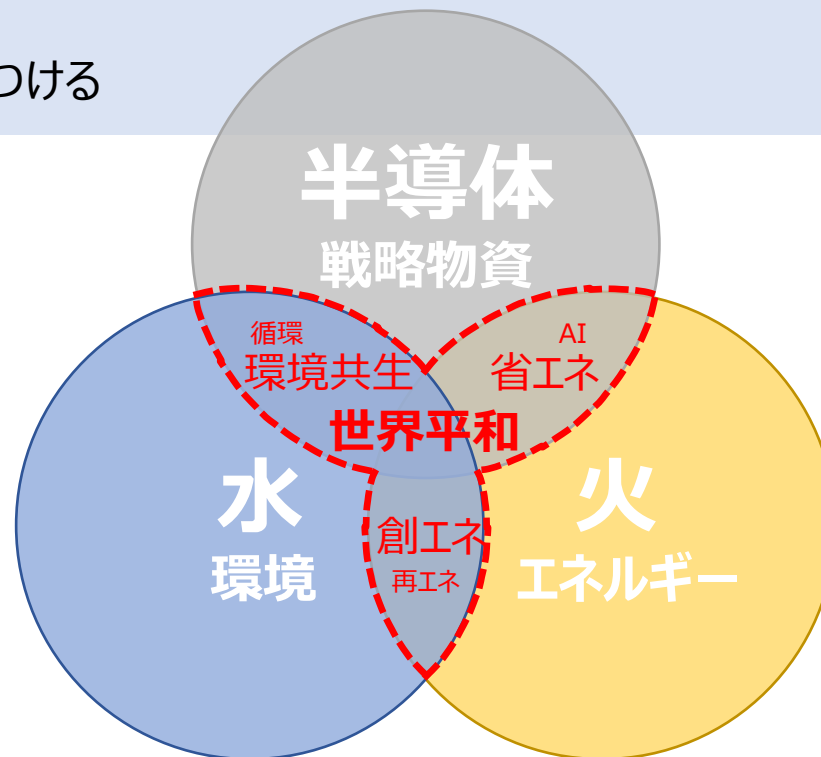 つける
半導体
戦略物資
循環
環境共生
AI
省エネ
世界平和
水
環境
火
エネルギー
創エネ
再エネ